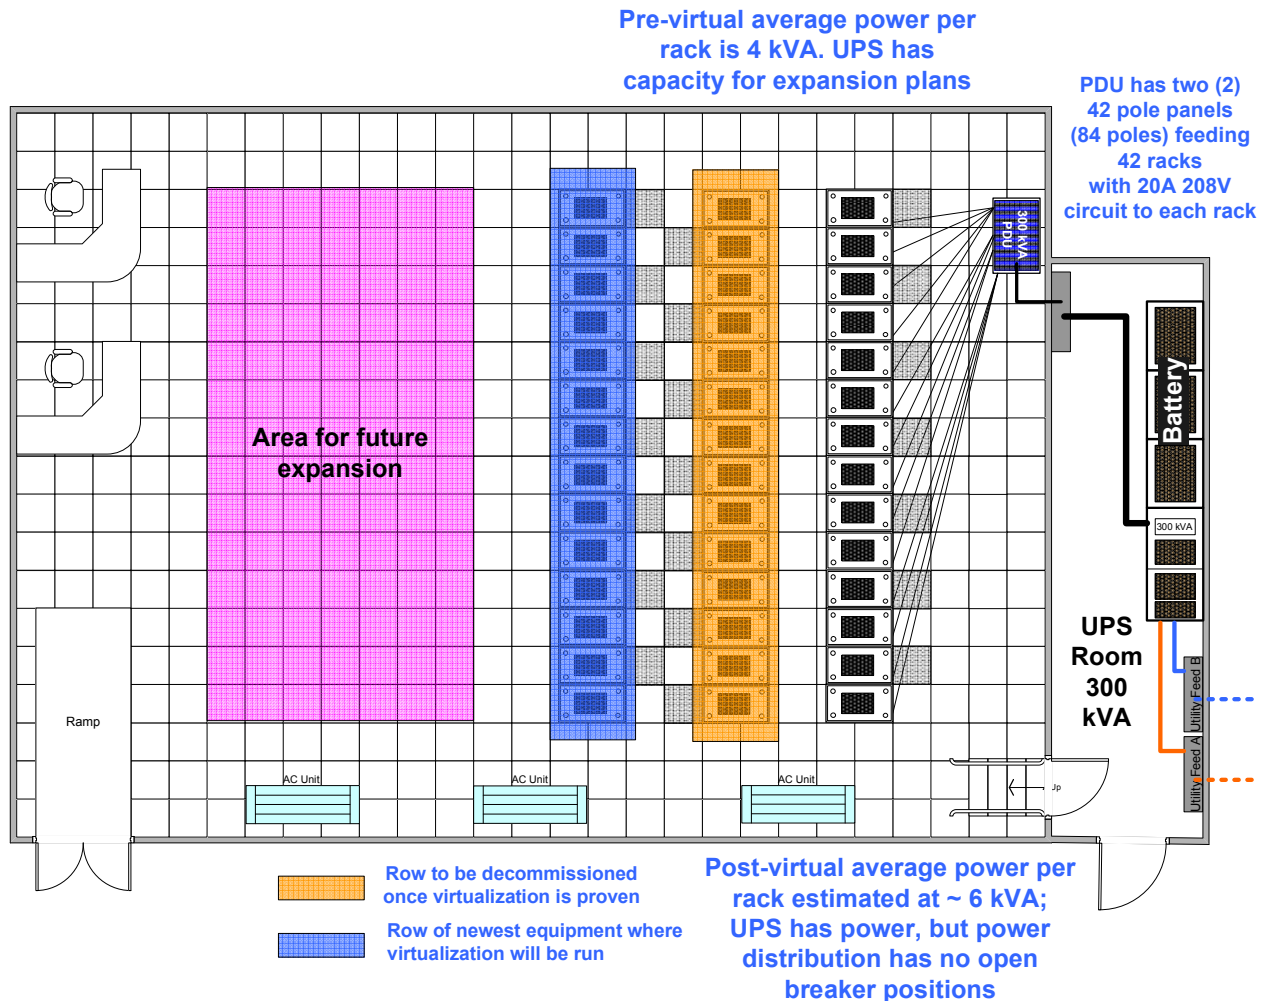 Pre-virtual average power per
rack is 4 kVA. UPS has
capacity for expansion plans
PDU has two (2)
42 pole panels
(84 poles) feeding
42 racks
with 20A 208V
circuit to each rack
300 kVA
PDU
Battery
Area for future
expansion
300 kVA
UPS
Room
300
kVA
Utility Feed B
Utility Feed A
Ramp
AC Unit
AC Unit
AC Unit
Up
Row to be decommissioned
once virtualization is proven
Row of newest equipment where
virtualization will be run
Post-virtual average power per
rack estimated at ~ 6 kVA;
UPS has power, but power
distribution has no open
breaker positions